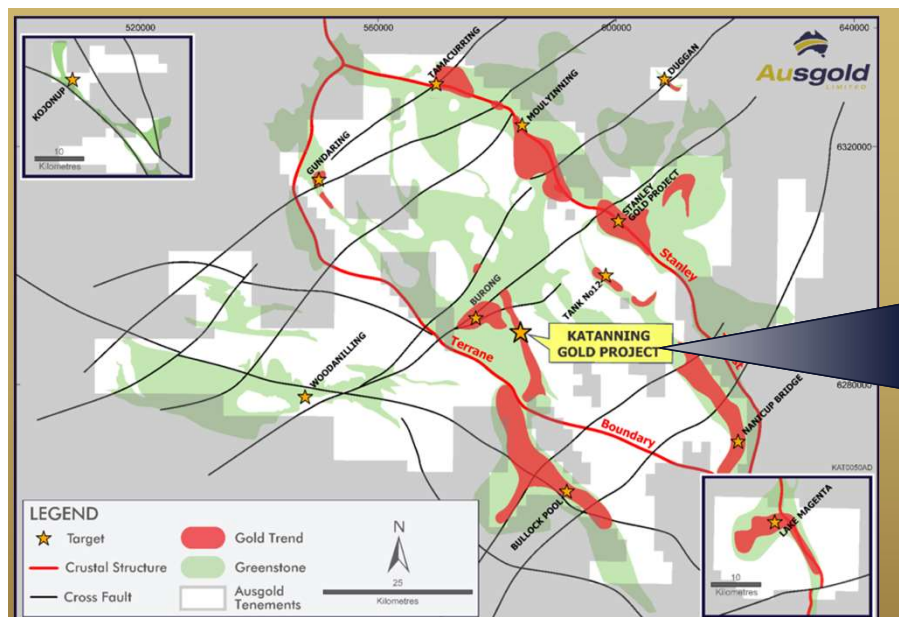 520000
560000
600000
640000
KOJONUP
10
Kilometres
TAMACURRING
MOULYINNING
DUGGAN
Ausgold
LIMITED
6320000
GUNDARING
STANLEY
GOLD PROJECT
Stanley
TANK No12
BURONG
KATANNING
GOLD PROJECT
Terrane
WOODANILLING
6280000
NANICUP BRIDGE
Boundary
KAT0050AD
BULLOCK POOL
LAKE MAGENTA
10
Kilometres
LEGEND
Target
Gold Trend
Crustal Structure
Greenstone
Cross Fault
Ausgold
Tenements
N
25
Kilometres